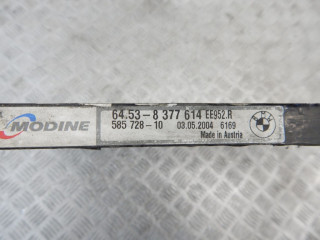 MODINE
64.53-8 377 614 EE952.R
585 728-10 03.05.2004 6169
Made in Austria